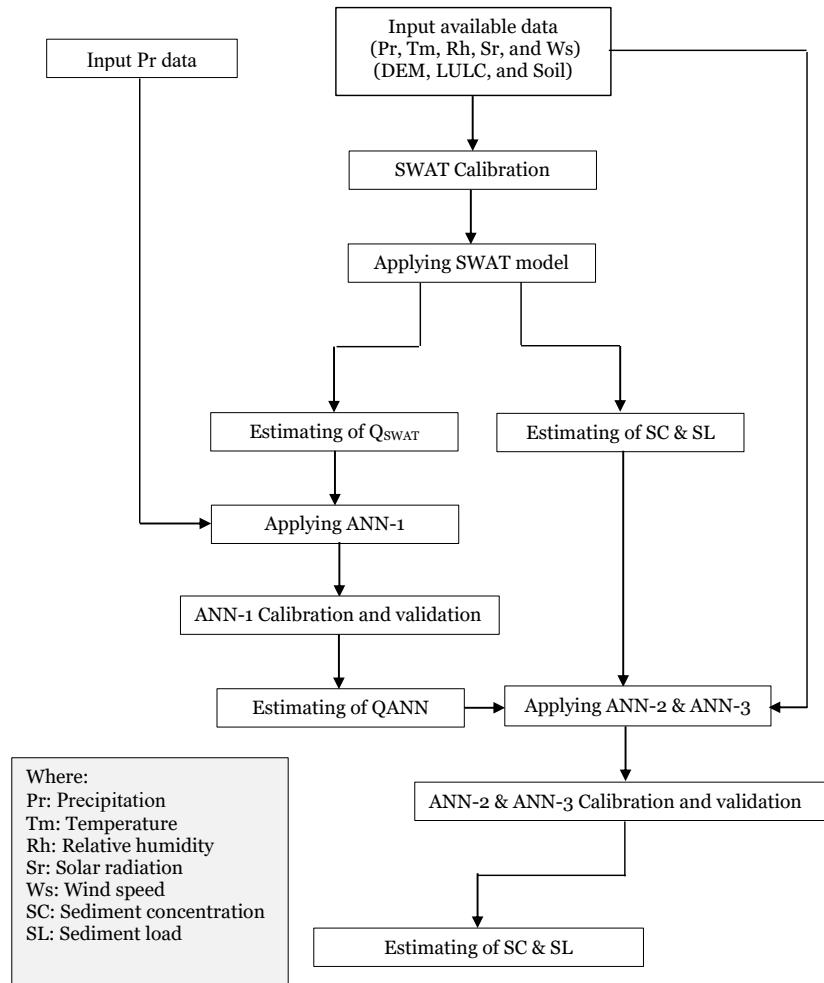 Input available data
(Pr, Tm, Rh, Sr, and Ws)
(DEM, LULC, and Soil)
Input Pr data
SWAT Calibration
Applying SWAT model
Estimating of QSWAT
Estimating of SC & SL
Applying ANN-1
ANN-1 Calibration and validation
Estimating of QANN
Applying ANN-2 & ANN-3
ANN-2 & ANN-3 Calibration and validation
Estimating of SC & SL
Where:
Pr: Precipitation
Tm: Temperature
Rh: Relative humidity
Sr: Solar radiation
Ws: Wind speed
SC: Sediment concentration
SL: Sediment load